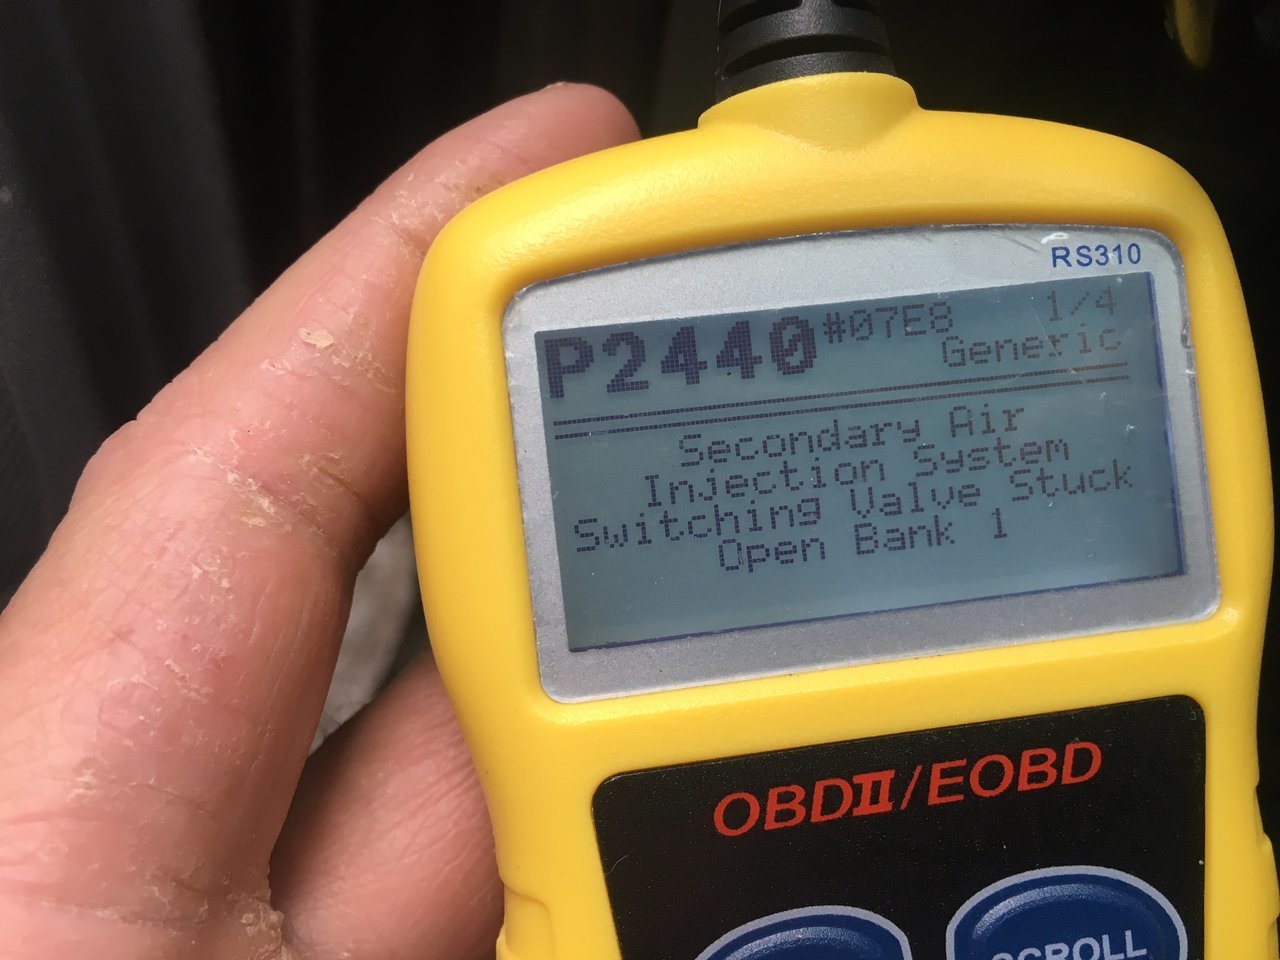 RS310
P2440 #07E8 1/4
Generic
Secondary Air
Injection System
Switching Valve Stuck
Open Bank 1
OBDII/EOBD
SCROLL